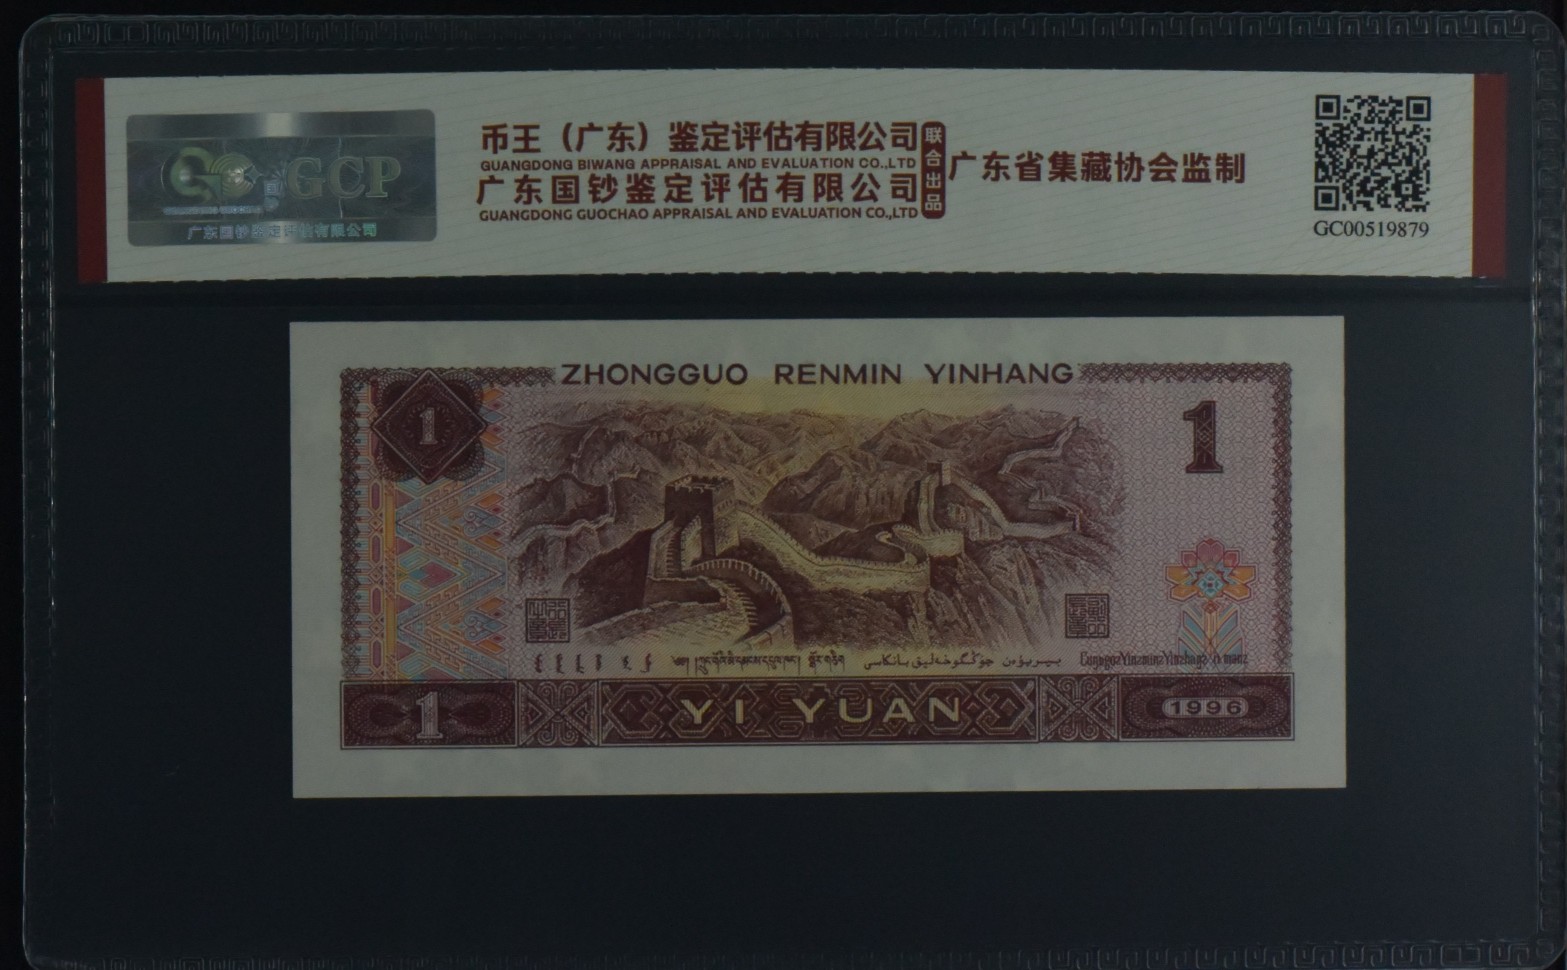 GCP
广东国钞鉴定评估有限公司
币王（广东）鉴定评估有限公司
GUANGDONG BIWANG APPRAISAL AND EVALUATION CO.,LTD
广东国钞鉴定评估有限公司
GUANGDONG GUOCHAO APPRAISAL AND EVALUATION CO.,LTD
联合出品
广东省集藏协会监制
GC00519879
ZHONGGUO RENMIN YINHANG
1
1
1
YI YUAN
1996